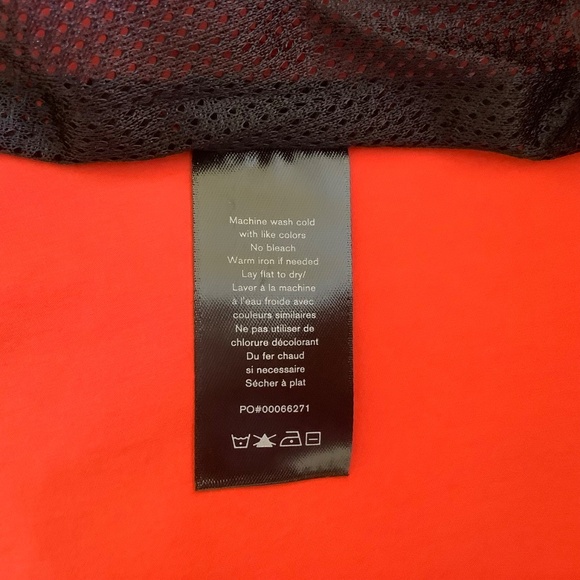 Machine wash cold
with like colors
No bleach
Warm iron if needed
Lay flat to dry/
Laver à la machine
à l'eau froide avec
couleurs similaires
Ne pas utiliser de
chlorure décolorant
Du fer chaud
si necessaire
Sécher à plat
PO#00066271